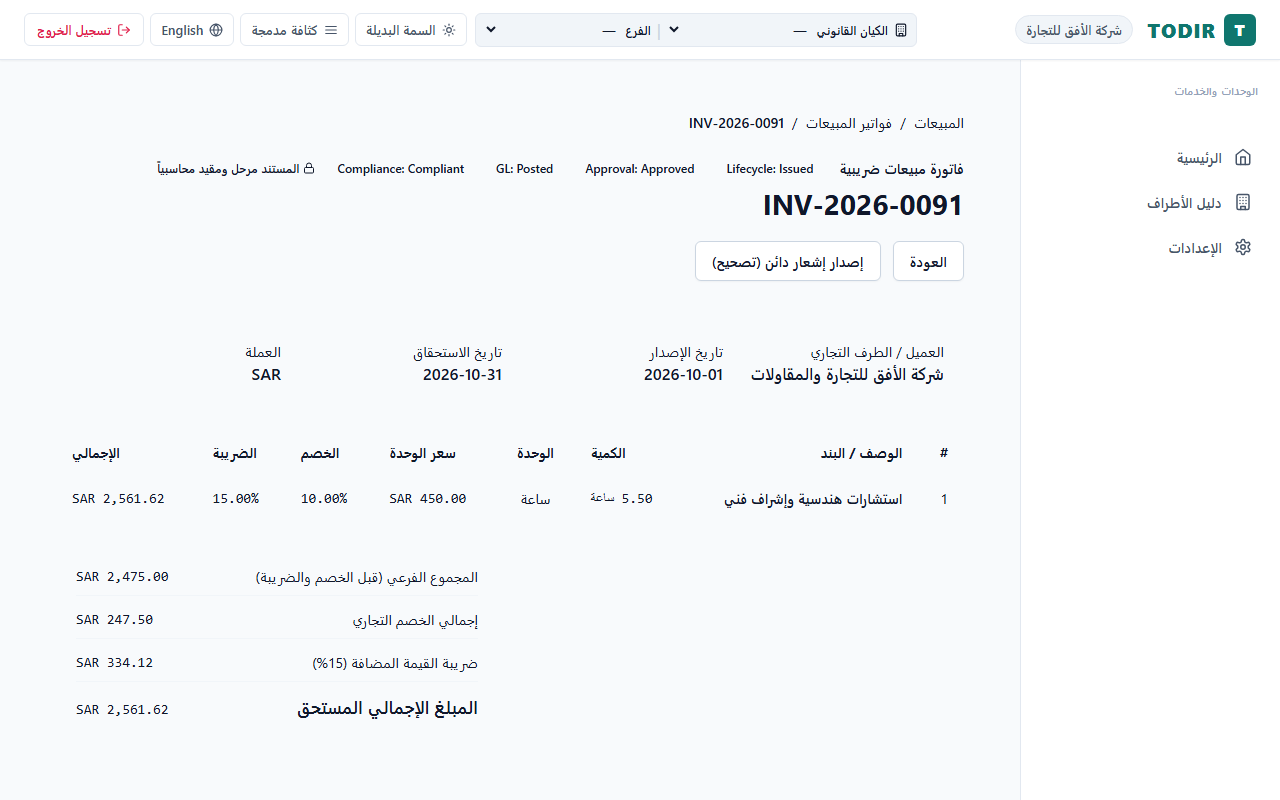 T TODIR شركة الأفق للتجارة الكيان القانوني — الفرع — السمة البديلة كثافة مدمجة English تسجيل الخروج
الوحدات والخدمات
الرئيسية
دليل الأطراف
الإعدادات
المبيعات / فواتير المبيعات / INV-2026-0091
فاتورة مبيعات ضريبية Lifecycle: Issued Approval: Approved GL: Posted Compliance: Compliant المستند مرحل ومقيد محاسبياً
INV-2026-0091
العودة إصدار إشعار دائن (تصحيح)
العميل / الطرف التجاري تاريخ الإصدار تاريخ الاستحقاق العملة
شركة الأفق للتجارة والمقاولات 2026-10-01 2026-10-31 SAR
# الوصف / البند الكمية الوحدة سعر الوحدة الخصم الضريبة الإجمالي
1 استشارات هندسية وإشراف فني 5.50 ساعة ساعة SAR 450.00 10.00% 15.00% SAR 2,561.62
المجموع الفرعي (قبل الخصم والضريبة) SAR 2,475.00
إجمالي الخصم التجاري SAR 247.50
ضريبة القيمة المضافة (15%) SAR 334.12
المبلغ الإجمالي المستحق SAR 2,561.62